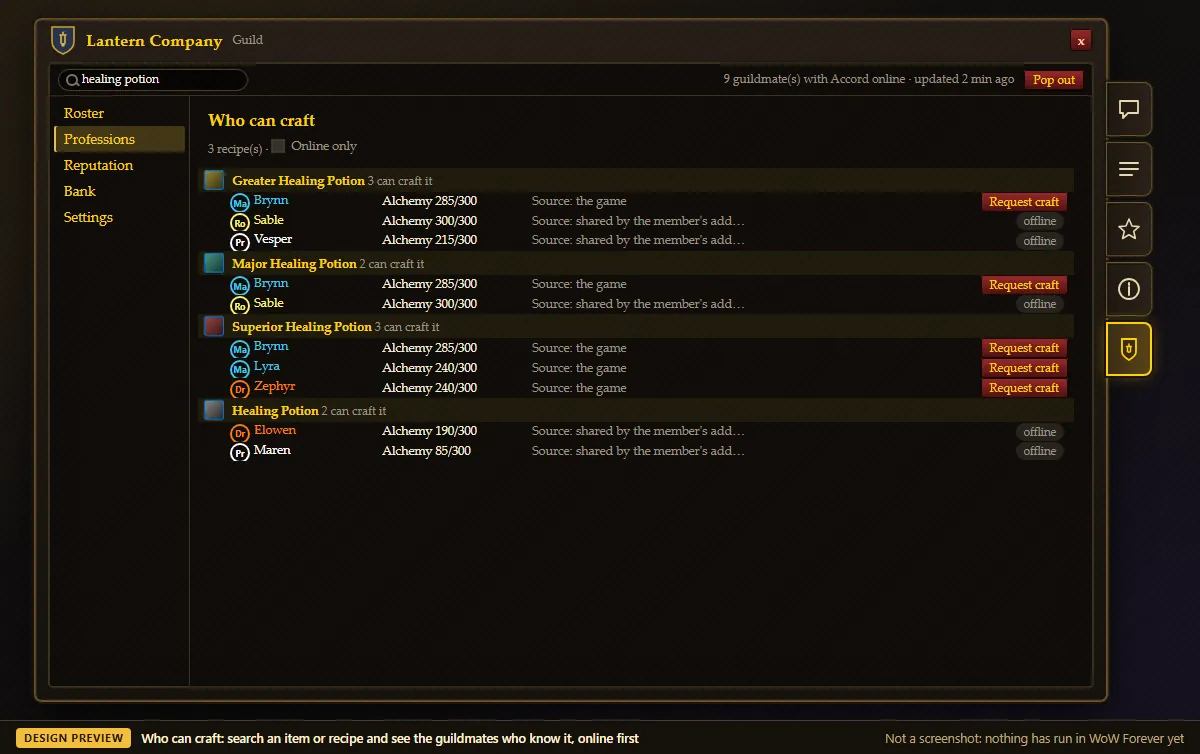 Lantern Company Guild
x
healing potion
9 guildmate(s) with Accord online · updated 2 min ago
Pop out
Roster
Professions
Reputation
Bank
Settings
Who can craft
3 recipe(s) · Online only
Greater Healing Potion 3 can craft it
Ma Brynn Alchemy 285/300 Source: the game Request craft
Ro Sable Alchemy 300/300 Source: shared by the member's add… offline
Pr Vesper Alchemy 215/300 Source: shared by the member's add… offline
Major Healing Potion 2 can craft it
Ma Brynn Alchemy 285/300 Source: the game Request craft
Ro Sable Alchemy 300/300 Source: shared by the member's add… offline
Superior Healing Potion 3 can craft it
Ma Brynn Alchemy 285/300 Source: the game Request craft
Ma Lyra Alchemy 240/300 Source: the game Request craft
Dr Zephyr Alchemy 240/300 Source: the game Request craft
Healing Potion 2 can craft it
Dr Elowen Alchemy 190/300 Source: shared by the member's add… offline
Pr Maren Alchemy 85/300 Source: shared by the member's add… offline
DESIGN PREVIEW
Who can craft: search an item or recipe and see the guildmates who know it, online first
Not a screenshot: nothing has run in WoW Forever yet